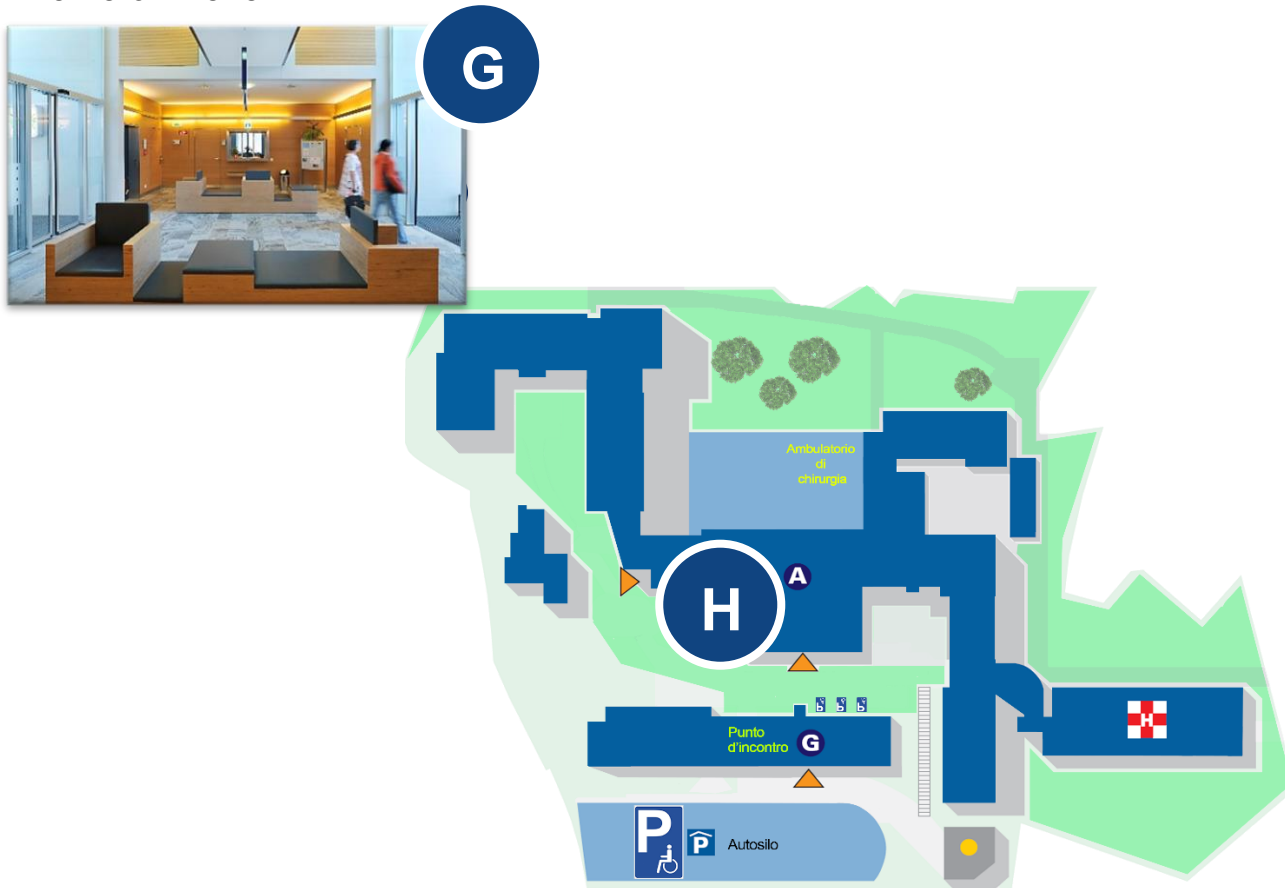 G
Ambulatorio
di
chirurgia
A
H
H
Punto
d'incontro
G
P
P
Autosilo